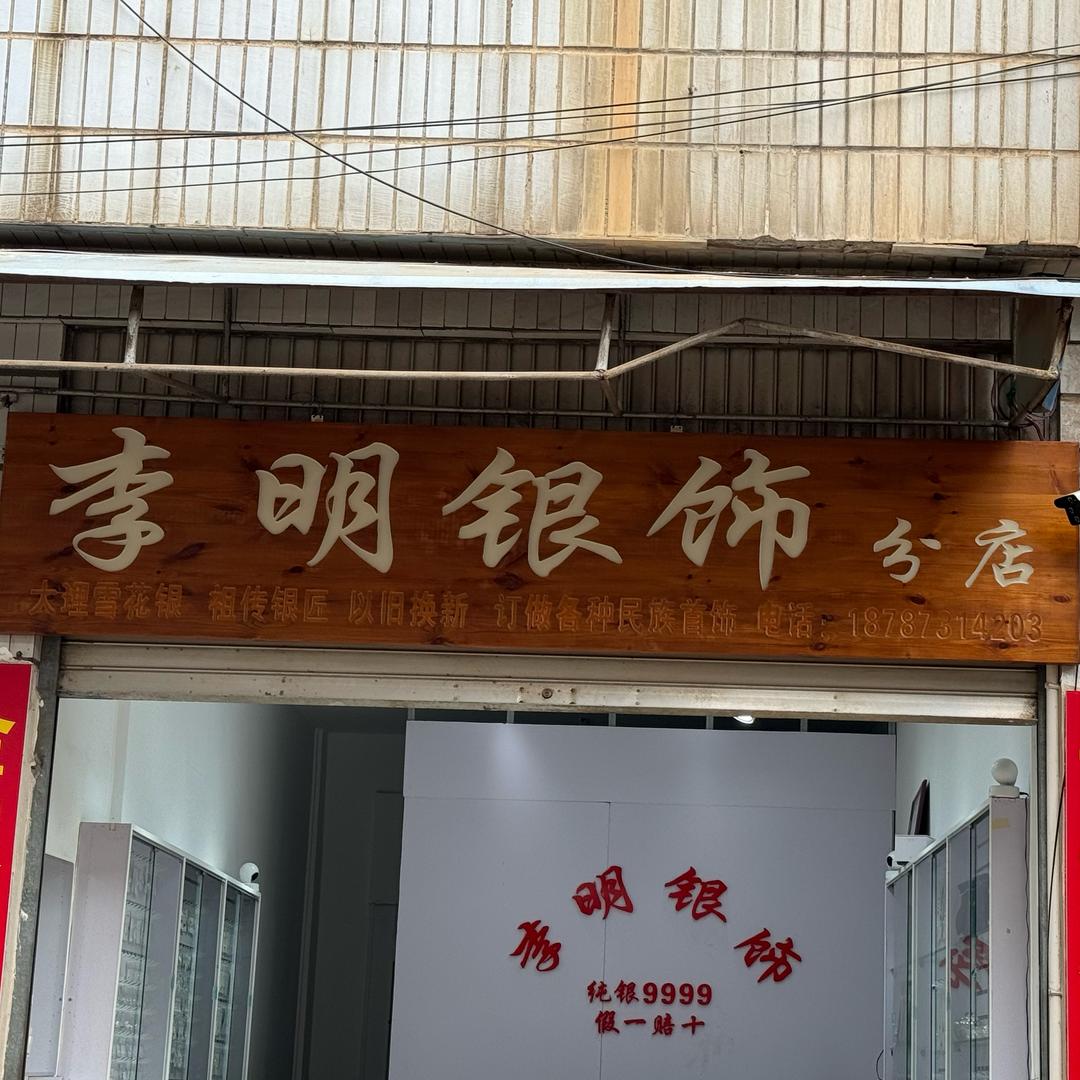 李明银饰 分店
大理雪花银 祖传银匠 以旧换新 订做各种民族首饰 电话：18787314203
李明银饰
纯银9999
假一赔十